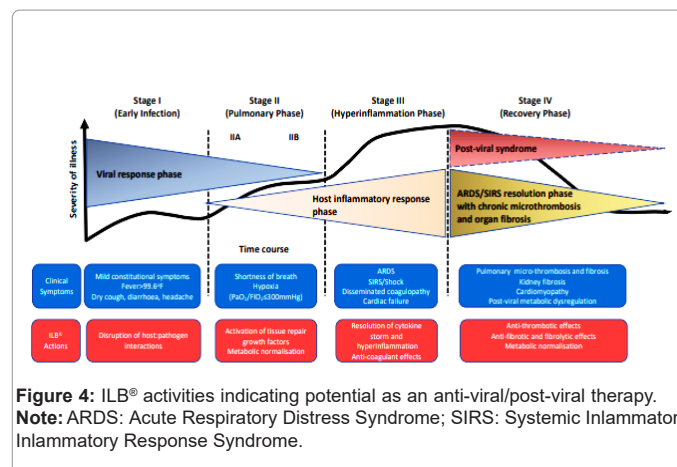 Stage I
(Early Infection)
Stage II
(Pulmonary Phase)
Stage III
(Hyperinflammation Phase)
Stage IV
(Recovery Phase)
IIA
IIB
Severity of illness
Viral response phase
Host inflammatory response
phase
Post-viral syndrome
ARDS/SIRS resolution phase
with chronic microthrombosis
and organ fibrosis
Time course
Clinical
Symptoms
Mild constitutional symptoms
Fever>99.6°F
Dry cough, diarrhoea, headache
Shortness of breath
Hypoxia
(PaO₂/FIO₂≤300mmHg)
ARDS
SIRS/Shock
Disseminated coagulopathy
Cardiac failure
Pulmonary micro-thrombosis and fibrosis
Kidney fibrosis
Cardiomyopathy
Post-viral metabolic dysregulation
ILB®
Actions
Disruption of host:pathogen
interactions
Activation of tissue repair
growth factors
Metabolic normalisation
Resolution of cytokine
storm and
hyperinflammation
Anti-coagulant effects
Anti-thrombotic effects
Anti-fibrotic and fibrolytic effects
Metabolic normalisation
Figure 4: ILB® activities indicating potential as an anti-viral/post-viral therapy.
Note: ARDS: Acute Respiratory Distress Syndrome; SIRS: Systemic Inlammator
Inlammatory Response Syndrome.